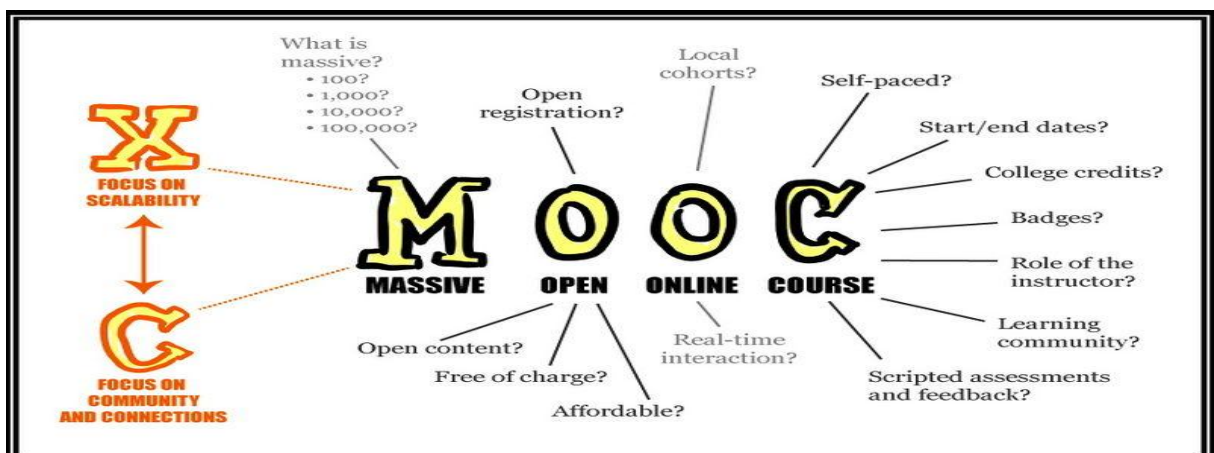 What is
massive?
• 100?
• 1,000?
• 10,000?
• 100,000?
Open
registration?
Local
cohorts?
Self-paced?
Start/end dates?
College credits?
Badges?
Role of the
instructor?
Learning
community?
Scripted assessments
and feedback?
X
FOCUS ON
SCALABILITY
C
FOCUS ON
COMMUNITY
AND CONNECTIONS
M O O C
MASSIVE OPEN ONLINE COURSE
Open content?
Free of charge?
Affordable?
Real-time
interaction?